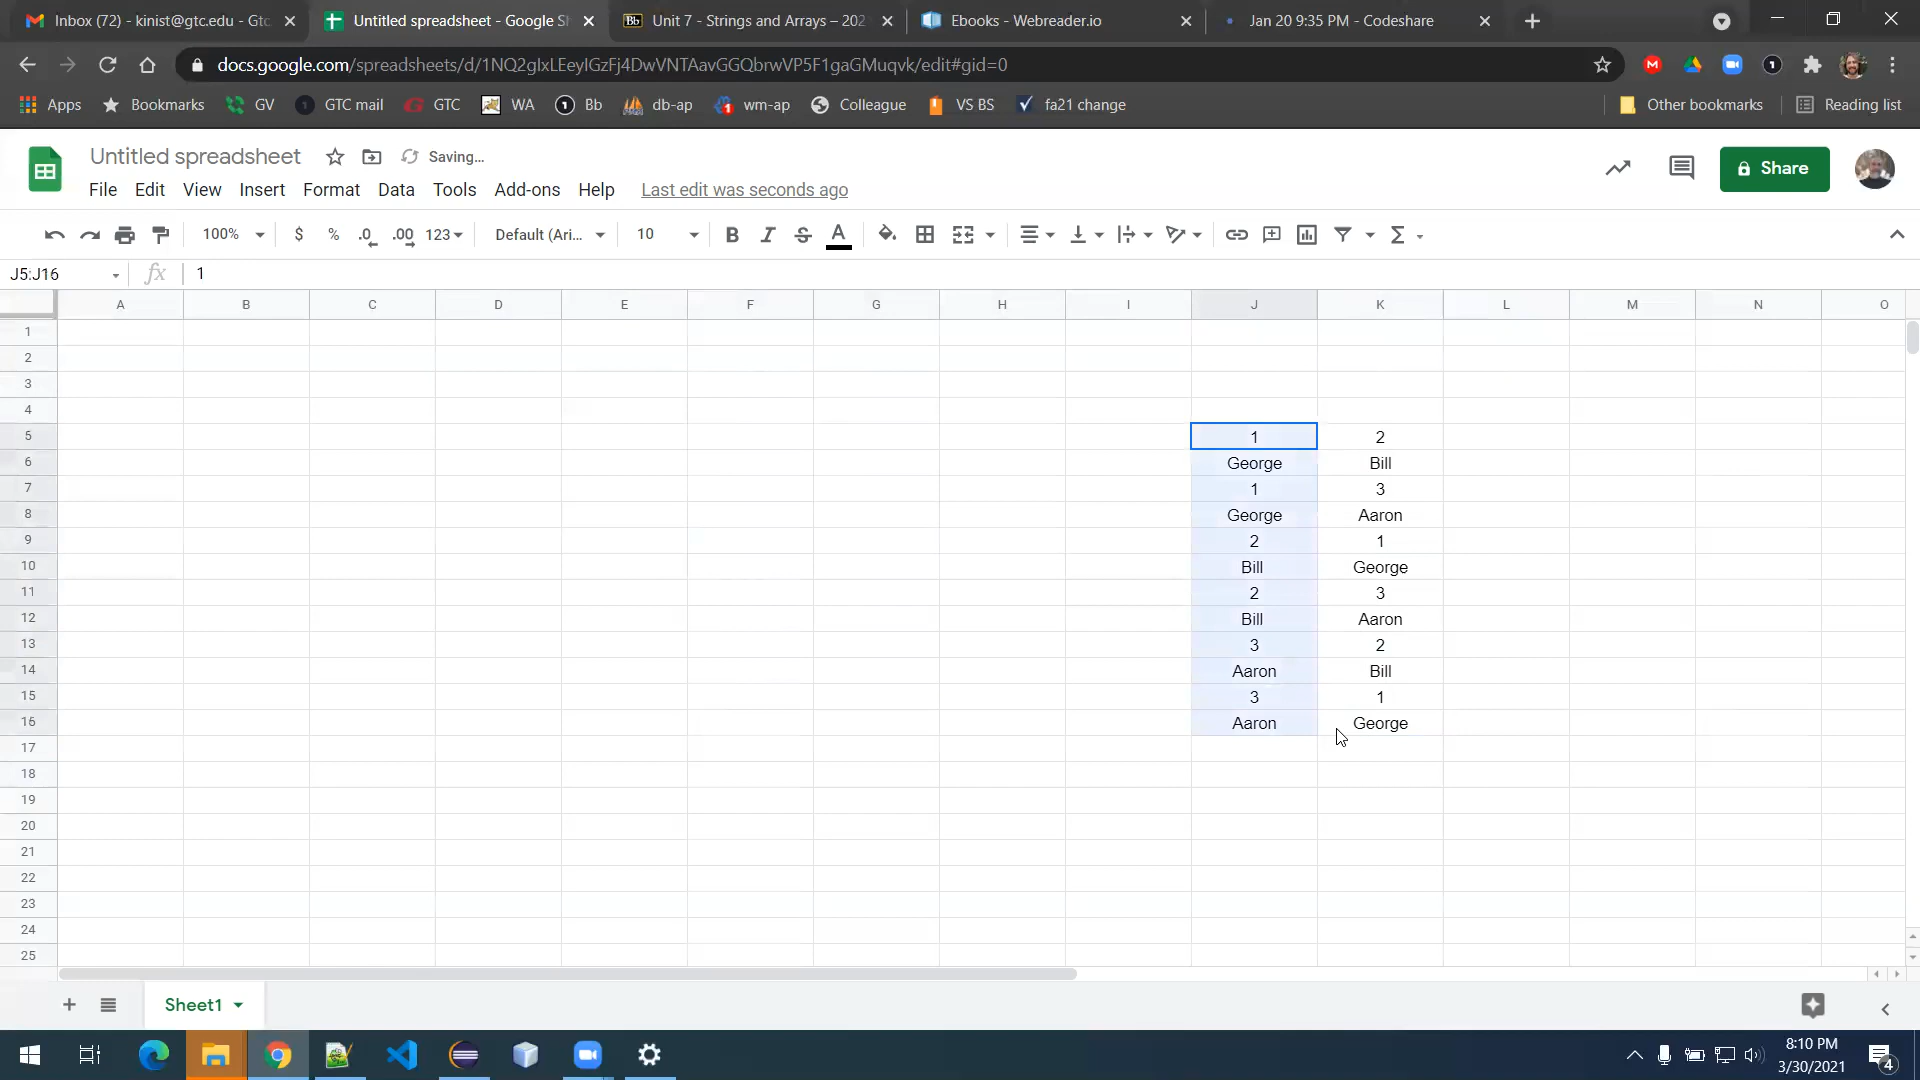 Inbox (72) - kinist@gtc.edu - Gtc. Untitled spreadsheet - Google Sh Unit 7 - Strings and Arrays – 202 Ebooks - Webreader.io Jan 20 9:35 PM - Codeshare
docs.google.com/spreadsheets/d/1NQ2gIxLEeyIGzFj4DwVNTAavGGQbrwVP5F1gaGMuqvk/edit#gid=0
Apps Bookmarks GV GTC mail GTC WA Bb db-ap wm-ap Colleague VS BS fa21 change Other bookmarks Reading list
Untitled spreadsheet Saving...
File Edit View Insert Format Data Tools Add-ons Help Last edit was seconds ago Share
100% $ % .0 .00 123 Default (Ari... 10 B I S A Σ
J5:J16 fx 1
A B C D E F G H I J K L M N O
1
2
3
4
5 1 2
6 George Bill
7 1 3
8 George Aaron
9 2 1
10 Bill George
11 2 3
12 Bill Aaron
13 3 2
14 Aaron Bill
15 3 1
16 Aaron George
17
18
19
20
21
22
23
24
25
Sheet1
8:10 PM
3/30/2021
4